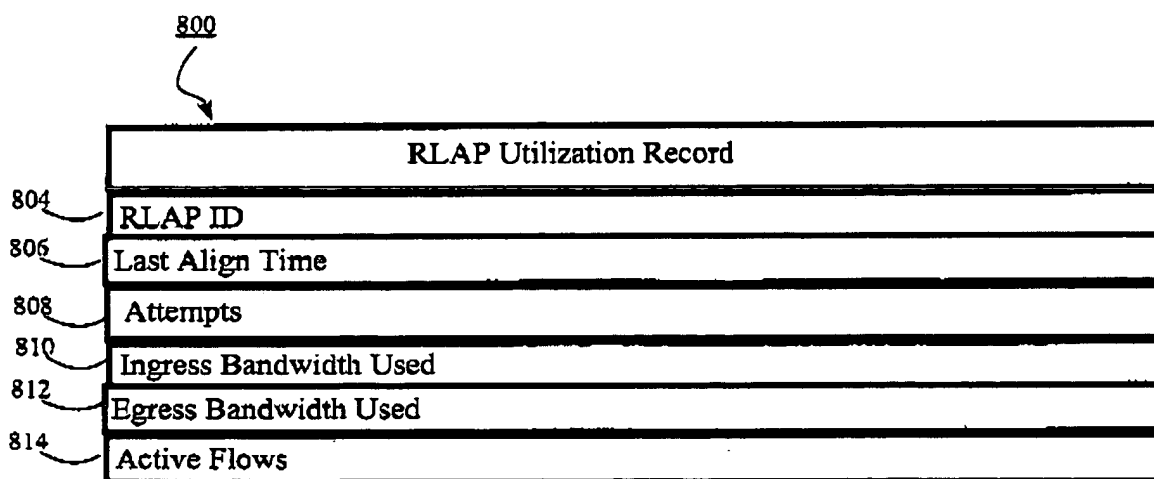 800
RLAP Utilization Record
804
RLAP ID
806
Last Align Time
808
Attempts
810
Ingress Bandwidth Used
812
Egress Bandwidth Used
814
Active Flows